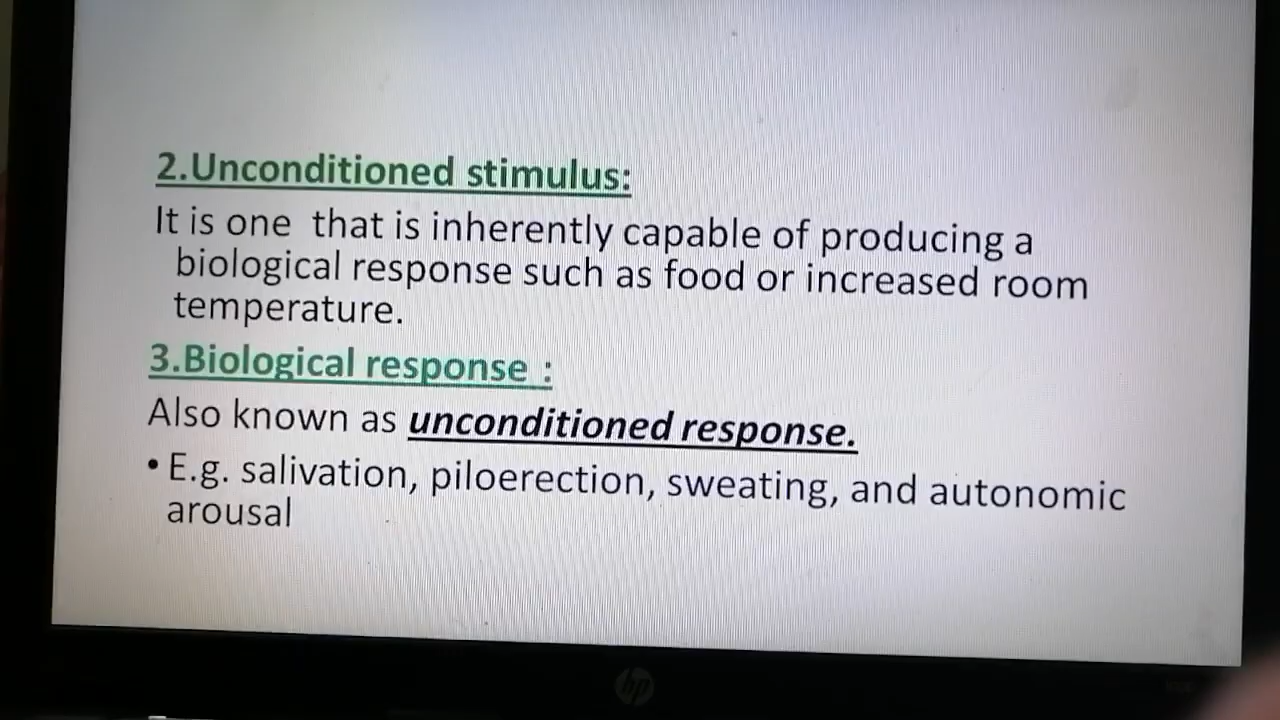 2.Unconditioned stimulus:
It is one that is inherently capable of producing a
biological response such as food or increased room
temperature.
3.Biological response :
Also known as unconditioned response.
• E.g. salivation, piloerection, sweating, and autonomic
arousal
hp